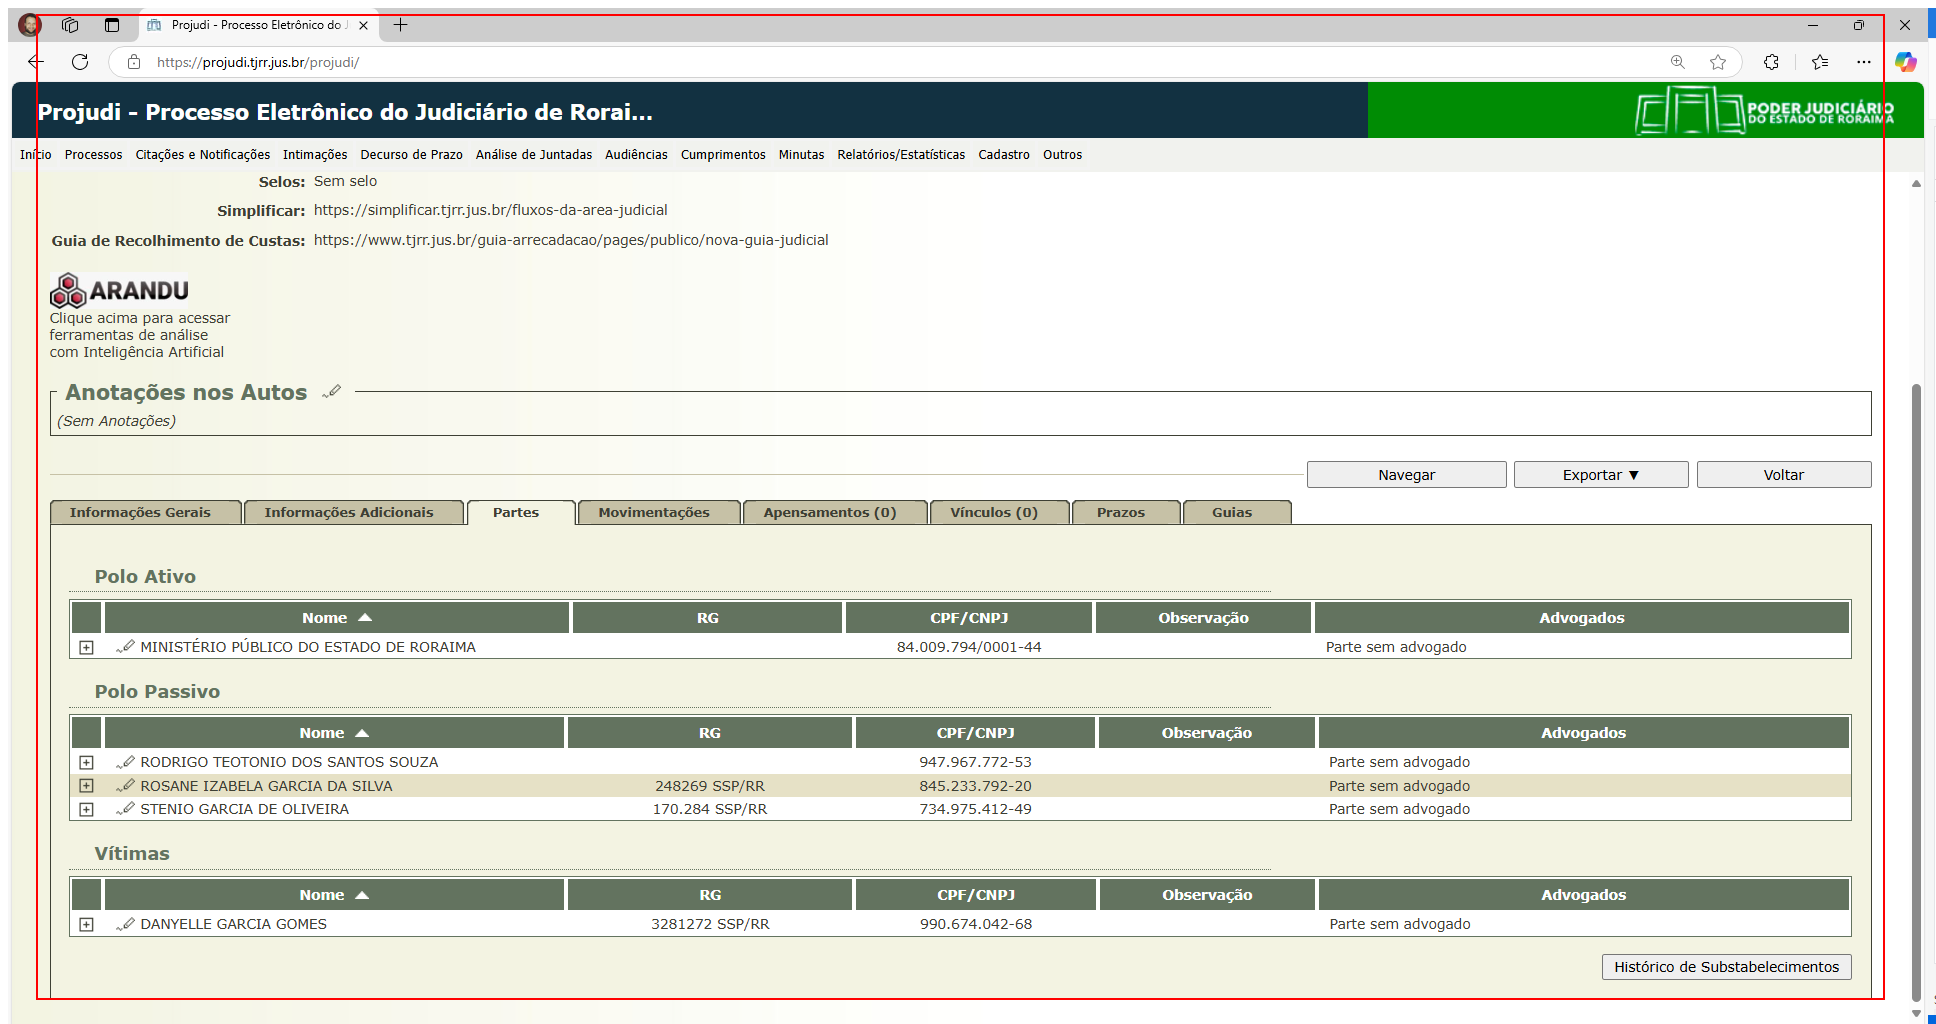 Projudi - Processo Eletrônico do J
https://projudi.tjrr.jus.br/projudi/
Projudi - Processo Eletrônico do Judiciário de Rorai...
PODER JUDICIÁRIO
DO ESTADO DE RORAIMA
Início Processos Citações e Notificações Intimações Decurso de Prazo Análise de Juntadas Audiências Cumprimentos Minutas Relatórios/Estatísticas Cadastro Outros
Selos: Sem selo
Simplificar: https://simplificar.tjrr.jus.br/fluxos-da-area-judicial
Guia de Recolhimento de Custas: https://www.tjrr.jus.br/guia-arrecadacao/pages/publico/nova-guia-judicial
ARANDU
Clique acima para acessar
ferramentas de análise
com Inteligência Artificial
Anotações nos Autos
(Sem Anotações)
Navegar Exportar ▼ Voltar
Informações Gerais Informações Adicionais Partes Movimentações Apensamentos (0) Vínculos (0) Prazos Guias
Polo Ativo
Nome RG CPF/CNPJ Observação Advogados
MINISTÉRIO PÚBLICO DO ESTADO DE RORAIMA 84.009.794/0001-44 Parte sem advogado
Polo Passivo
Nome RG CPF/CNPJ Observação Advogados
RODRIGO TEOTONIO DOS SANTOS SOUZA 947.967.772-53 Parte sem advogado
ROSANE IZABELA GARCIA DA SILVA 248269 SSP/RR 845.233.792-20 Parte sem advogado
STENIO GARCIA DE OLIVEIRA 170.284 SSP/RR 734.975.412-49 Parte sem advogado
Vítimas
Nome RG CPF/CNPJ Observação Advogados
DANYELLE GARCIA GOMES 3281272 SSP/RR 990.674.042-68 Parte sem advogado
Histórico de Substabelecimentos